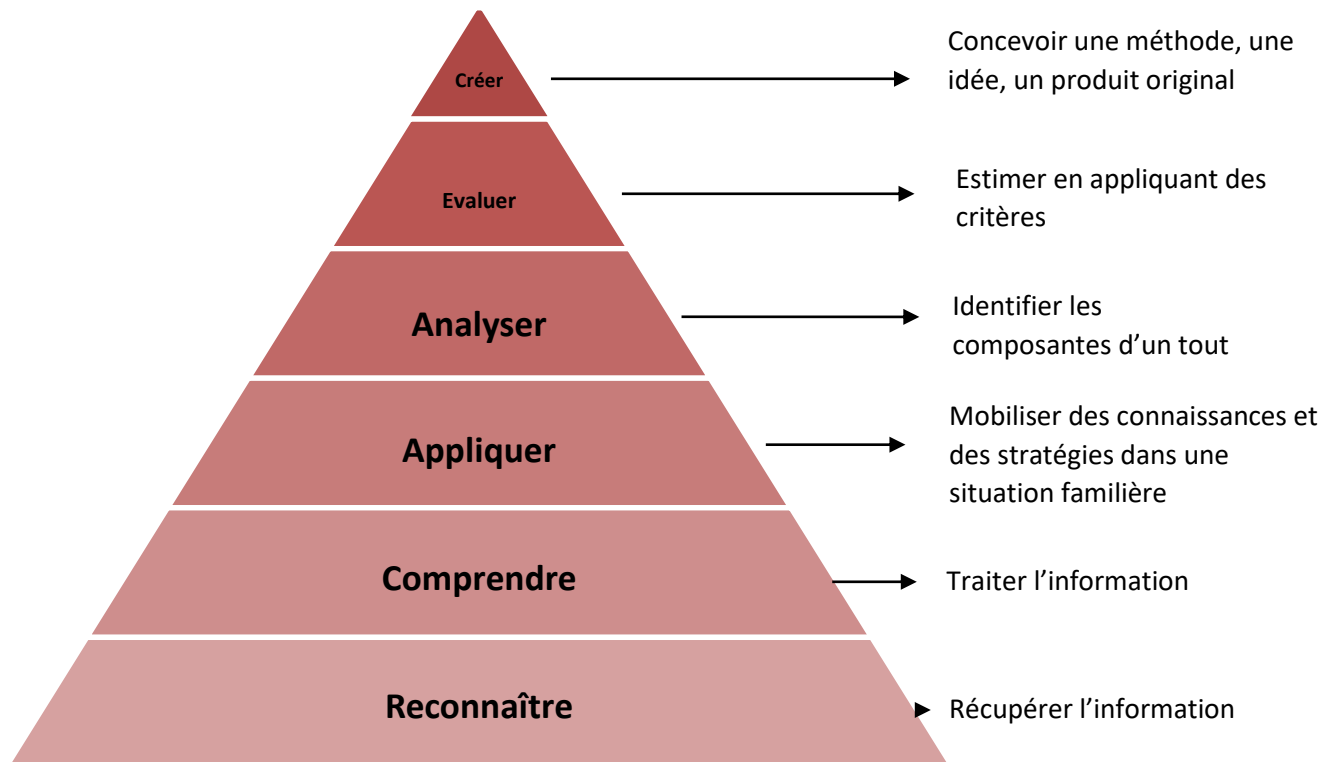 Créer
Concevoir une méthode, une
idée, un produit original
Evaluer
Estimer en appliquant des
critères
Analyser
Identifier les
composantes d’un tout
Appliquer
Mobiliser des connaissances et
des stratégies dans une
situation familière
Comprendre
Traiter l’information
Reconnaître
Récupérer l’information